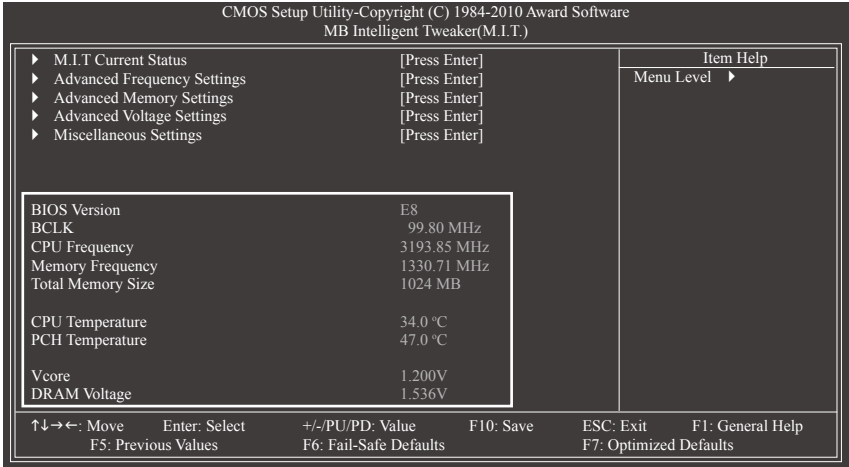 CMOS Setup Utility-Copyright (C) 1984-2010 Award Software
MB Intelligent Tweaker(M.I.T.)
M.I.T Current Status [Press Enter]
Advanced Frequency Settings [Press Enter]
Advanced Memory Settings [Press Enter]
Advanced Voltage Settings [Press Enter]
Miscellaneous Settings [Press Enter]
Item Help
Menu Level
BIOS Version E8
BCLK 99.80 MHz
CPU Frequency 3193.85 MHz
Memory Frequency 1330.71 MHz
Total Memory Size 1024 MB
CPU Temperature 34.0 °C
PCH Temperature 47.0 °C
Vcore 1.200V
DRAM Voltage 1.536V
↑↓→←: Move Enter: Select +/-/PU/PD: Value F10: Save ESC: Exit F1: General Help
F5: Previous Values F6: Fail-Safe Defaults F7: Optimized Defaults